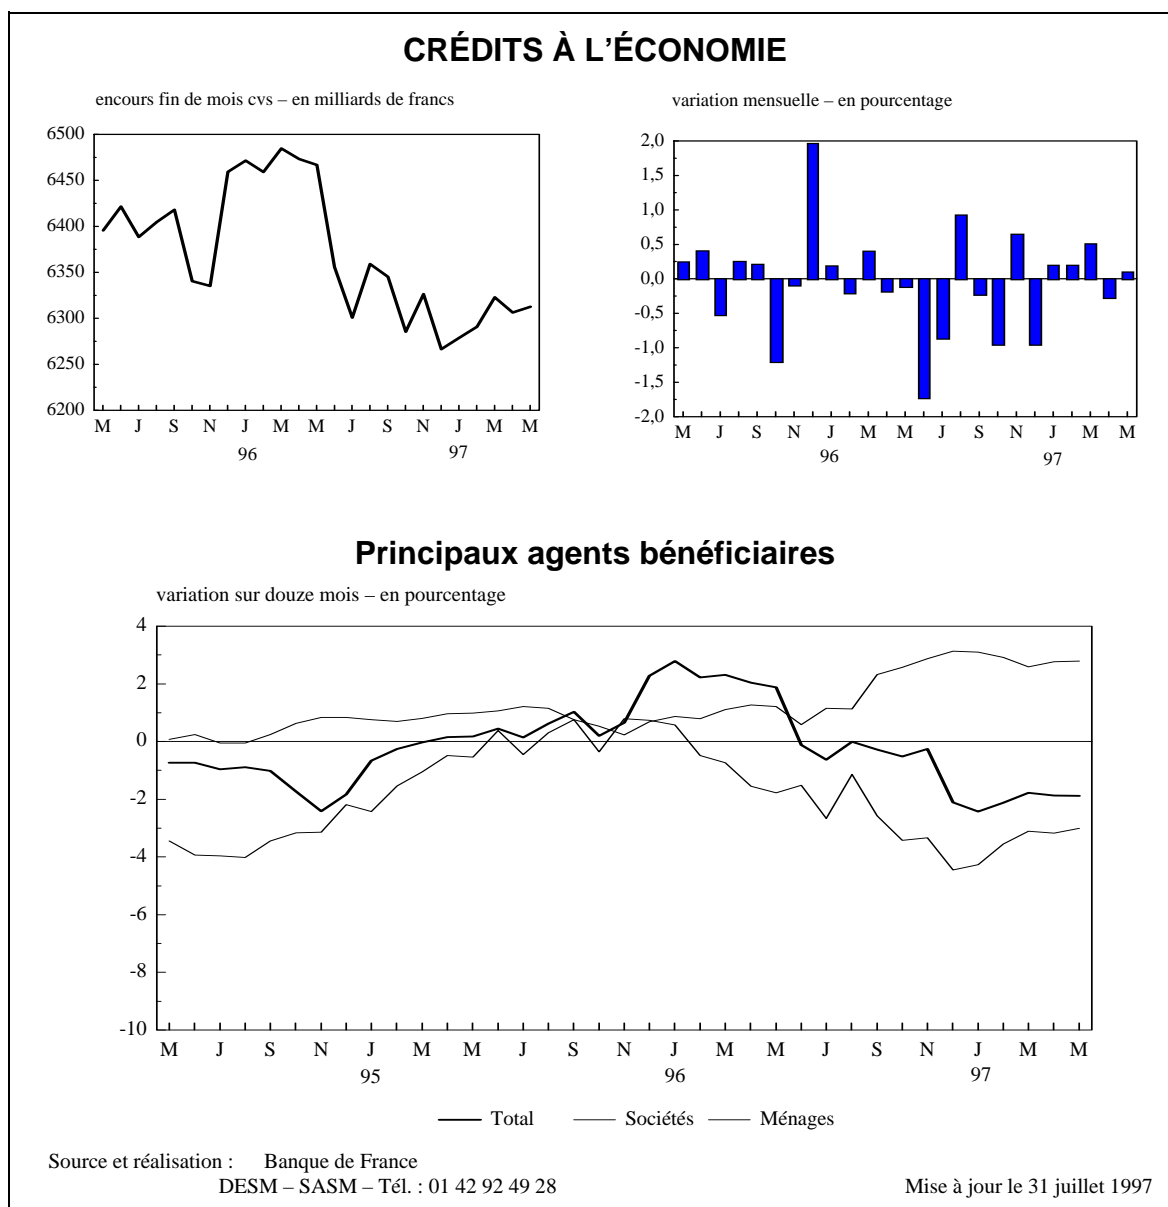 CRÉDITS À L'ÉCONOMIE
encours fin de mois cvs – en milliards de francs
6500
6450
6400
6350
6300
6250
6200
M J S N J M M J S N J M M
96 97
variation mensuelle – en pourcentage
2,0
1,5
1,0
0,5
0,0
-0,5
-1,0
-1,5
-2,0
M J S N J M M J S N J M M
96 97
Principaux agents bénéficiaires
variation sur douze mois – en pourcentage
4
2
0
-2
-4
-6
-8
-10
M J S N J M M J S N J M M J S N J M M
95 96 97
Total Sociétés Ménages
Source et réalisation : Banque de France
DESM – SASM – Tél. : 01 42 92 49 28 Mise à jour le 31 juillet 1997